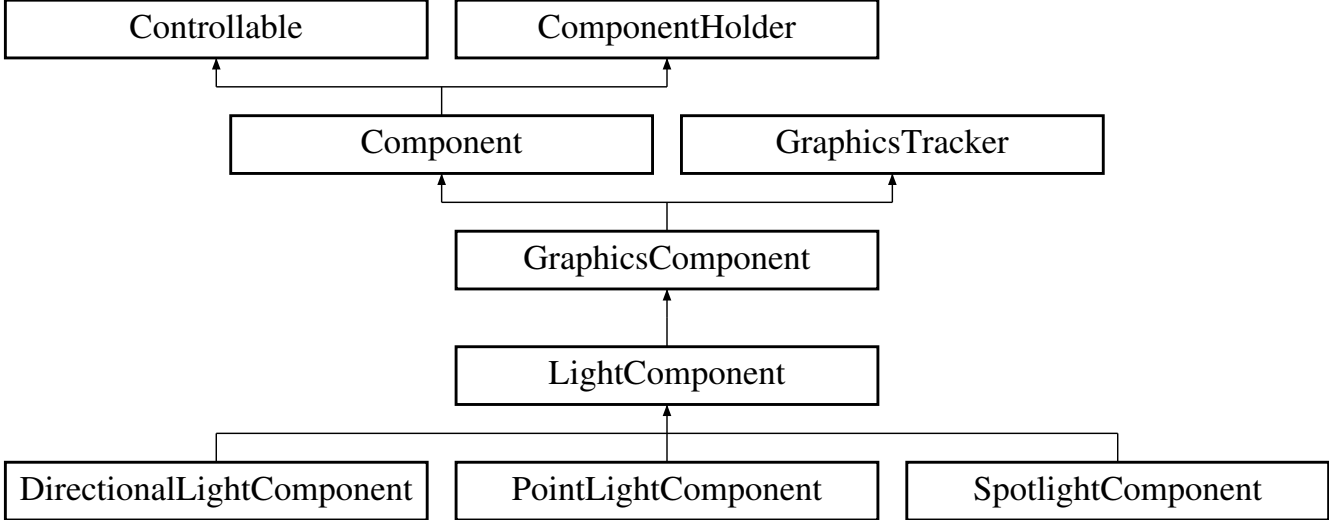 Controllable
ComponentHolder
Component
GraphicsTracker
GraphicsComponent
LightComponent
DirectionalLightComponent
PointLightComponent
SpotlightComponent